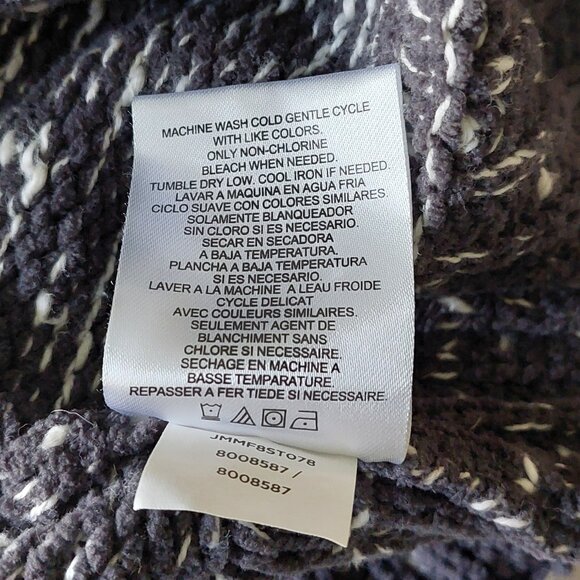 MACHINE WASH COLD GENTLE CYCLE
WITH LIKE COLORS.
ONLY NON-CHLORINE
BLEACH WHEN NEEDED.
TUMBLE DRY LOW. COOL IRON IF NEEDED.
LAVAR A MAQUINA EN AGUA FRIA
CICLO SUAVE CON COLORES SIMILARES.
SOLAMENTE BLANQUEADOR
SIN CLORO SI ES NECESARIO.
SECAR EN SECADORA
A BAJA TEMPERATURA
PLANCHA A BAJA TEMPERATURA
SI ES NECESARIO.
LAVER A LA MACHINE A LEAU FROIDE
CYCLE DELICAT
AVEC COULEURS SIMILAIRES.
SEULEMENT AGENT DE
BLANCHIMENT SANS
CHLORE SI NECESSAIRE.
SECHAGE EN MACHINE A
BASSE TEMPARATURE.
REPASSER A FER TIEDE SI NECESSAIRE.
JMMF8ST078
8008587 /
8008587